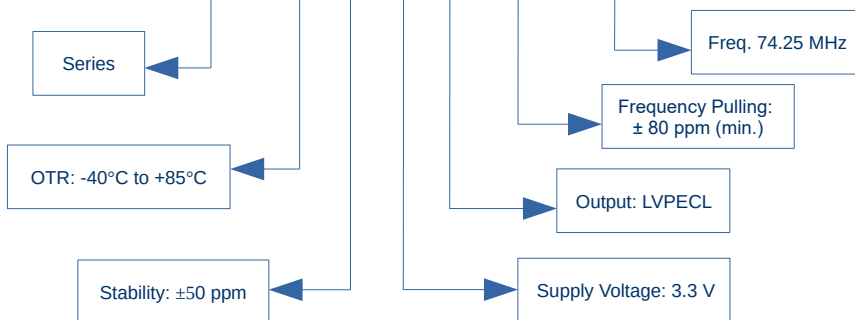 Freq. 74.25 MHz
Series
Frequency Pulling:
± 80 ppm (min.)
OTR: -40°C to +85°C
Output: LVPECL
Stability: ±50 ppm
Supply Voltage: 3.3 V